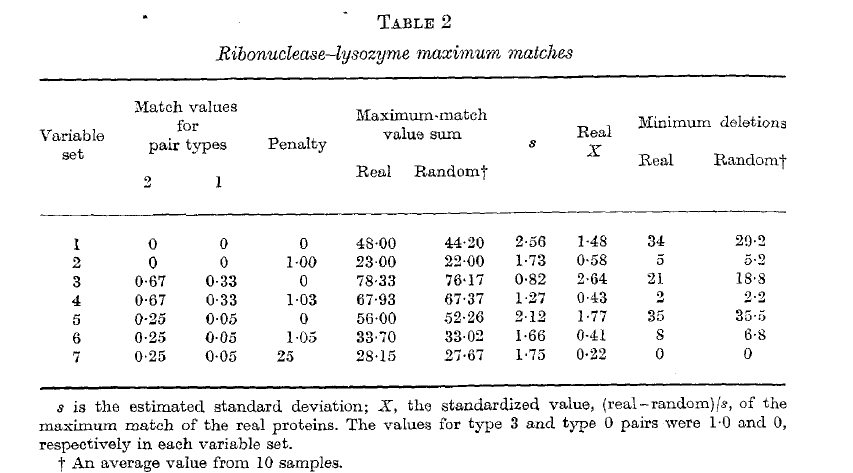 TABLE 2
Ribonuclease–lysozyme maximum matches
Variable set Match values for pair types 2 1 Penalty Maximum-match value sum Real Random† s Real X Minimum deletions Real Random†
1 0 0 0 48·00 44·20 2·56 1·48 34 29·2
2 0 0 1·00 23·00 22·00 1·73 0·58 5 5·2
3 0·67 0·33 0 78·33 76·17 0·82 2·64 21 18·8
4 0·67 0·33 1·03 67·93 67·37 1·27 0·43 2 2·2
5 0·25 0·05 0 56·00 52·26 2·12 1·77 35 35·5
6 0·25 0·05 1·05 33·70 33·02 1·66 0·41 8 6·8
7 0·25 0·05 25 28·15 27·67 1·75 0·22 0 0
s is the estimated standard deviation; X, the standardized value, (real–random)/s, of the
maximum match of the real proteins. The values for type 3 and type 0 pairs were 1·0 and 0,
respectively in each variable set.
† An average value from 10 samples.